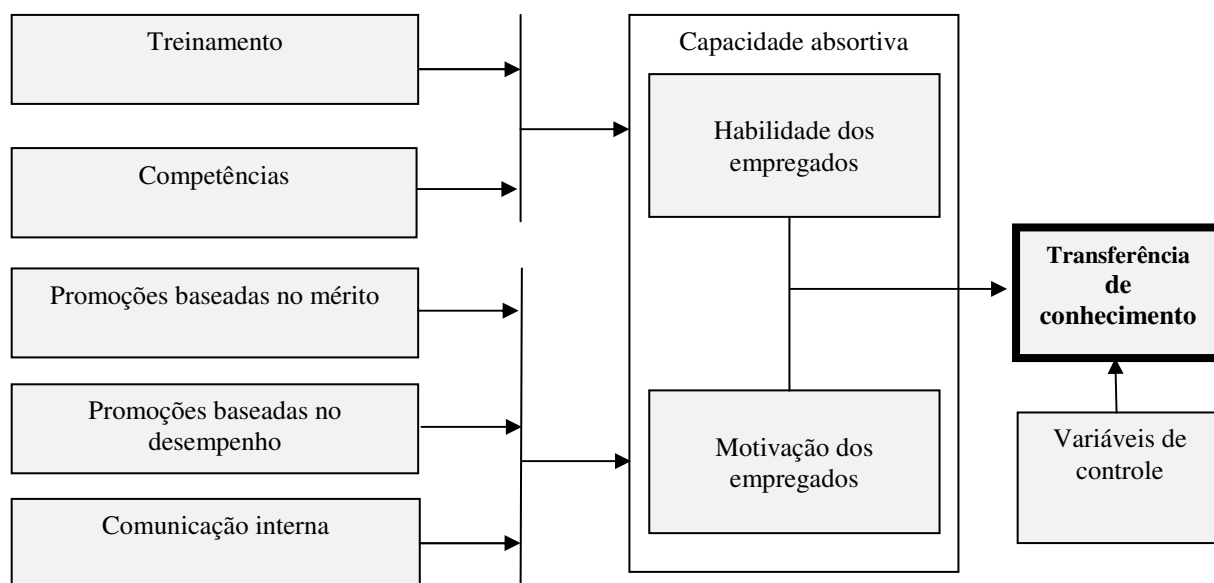 Treinamento
Competências
Promoções baseadas no mérito
Promoções baseadas no
desempenho
Comunicação interna
Capacidade absortiva
Habilidade dos
empregados
Motivação dos
empregados
Transferência
de
conhecimento
Variáveis de
controle